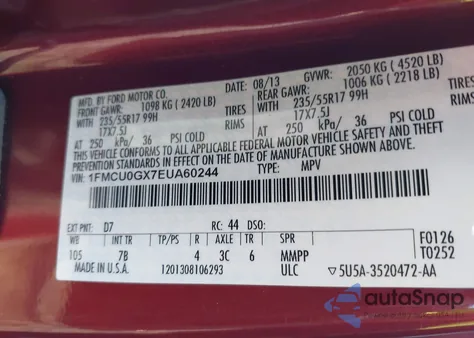 MFD. BY FORD MOTOR CO.
08/13 GVWR: 2050 KG ( 4520 LB)
FRONT GAWR: 1098 KG ( 2420 LB) REAR GAWR: 1006 KG ( 2218 LB)
WITH 235/55R17 99H TIRES WITH 235/55R17 99H TIRES
17X7.5J RIMS 17X7.5J RIMS
AT 250 kPa/ 36 PSI COLD AT 250 kPa/ 36 PSI COLD
THIS VEHICLE CONFORMS TO ALL APPLICABLE FEDERAL MOTOR VEHICLE SAFETY, BUMPER, AND THEFT PREVENTION STANDARDS IN EFFECT ON THE DATE OF MANUFACTURE SHOWN ABOVE.
VIN: 1FMCU0GX7EUA60244
TYPE: MPV
EXT PNT: D7 RC: 44 DSO:
WB INT TR TP/PS R AXLE TR SPR F0126
105 7B 4 3C 6 MMPP T0252
MADE IN U.S.A. 1201308106293 ULC ▽5U5A-3520472-AA
autoSnap